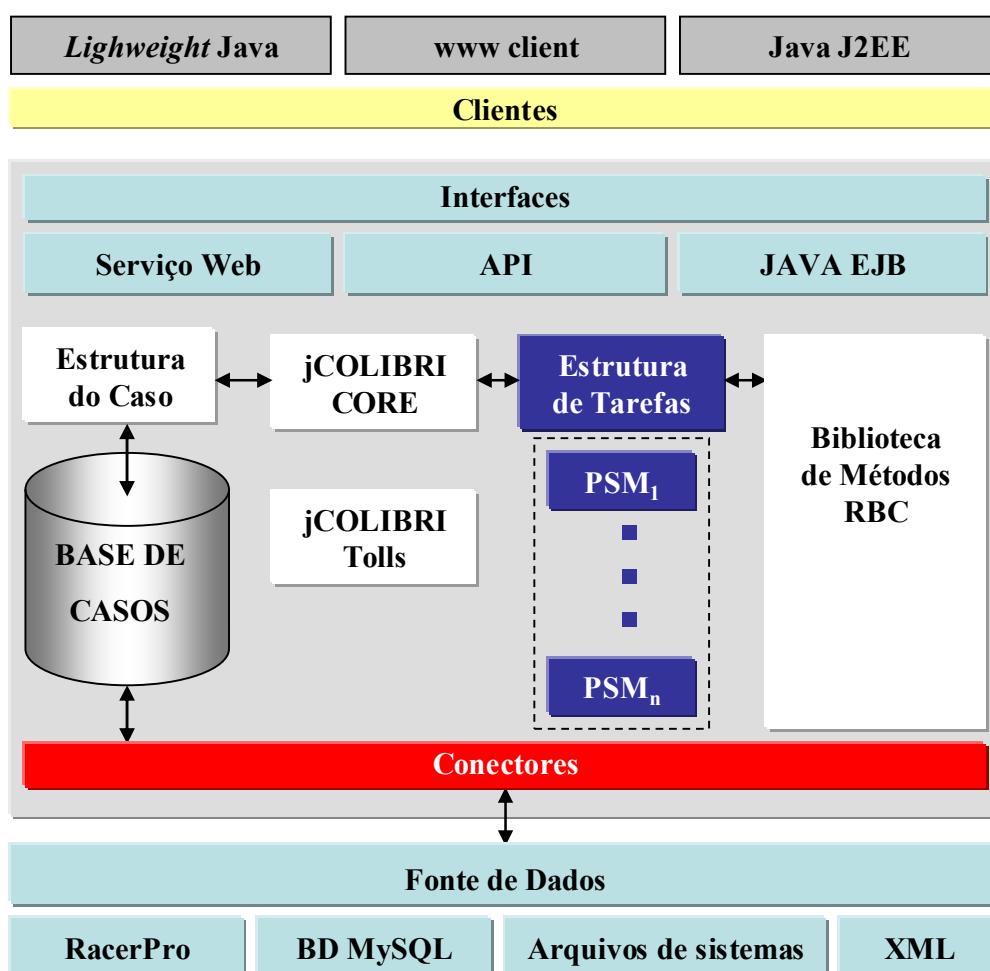 Lighweight Java
www client
Java J2EE
Clientes
Interfaces
Serviço Web
API
JAVA EJB
Estrutura
do Caso
jCOLIBRI
CORE
Estrutura
de Tarefas
Biblioteca
de Métodos
RBC
BASE DE
CASOS
jCOLIBRI
Tolls
PSM1
PSMn
Conectores
Fonte de Dados
RacerPro
BD MySQL
Arquivos de sistemas
XML